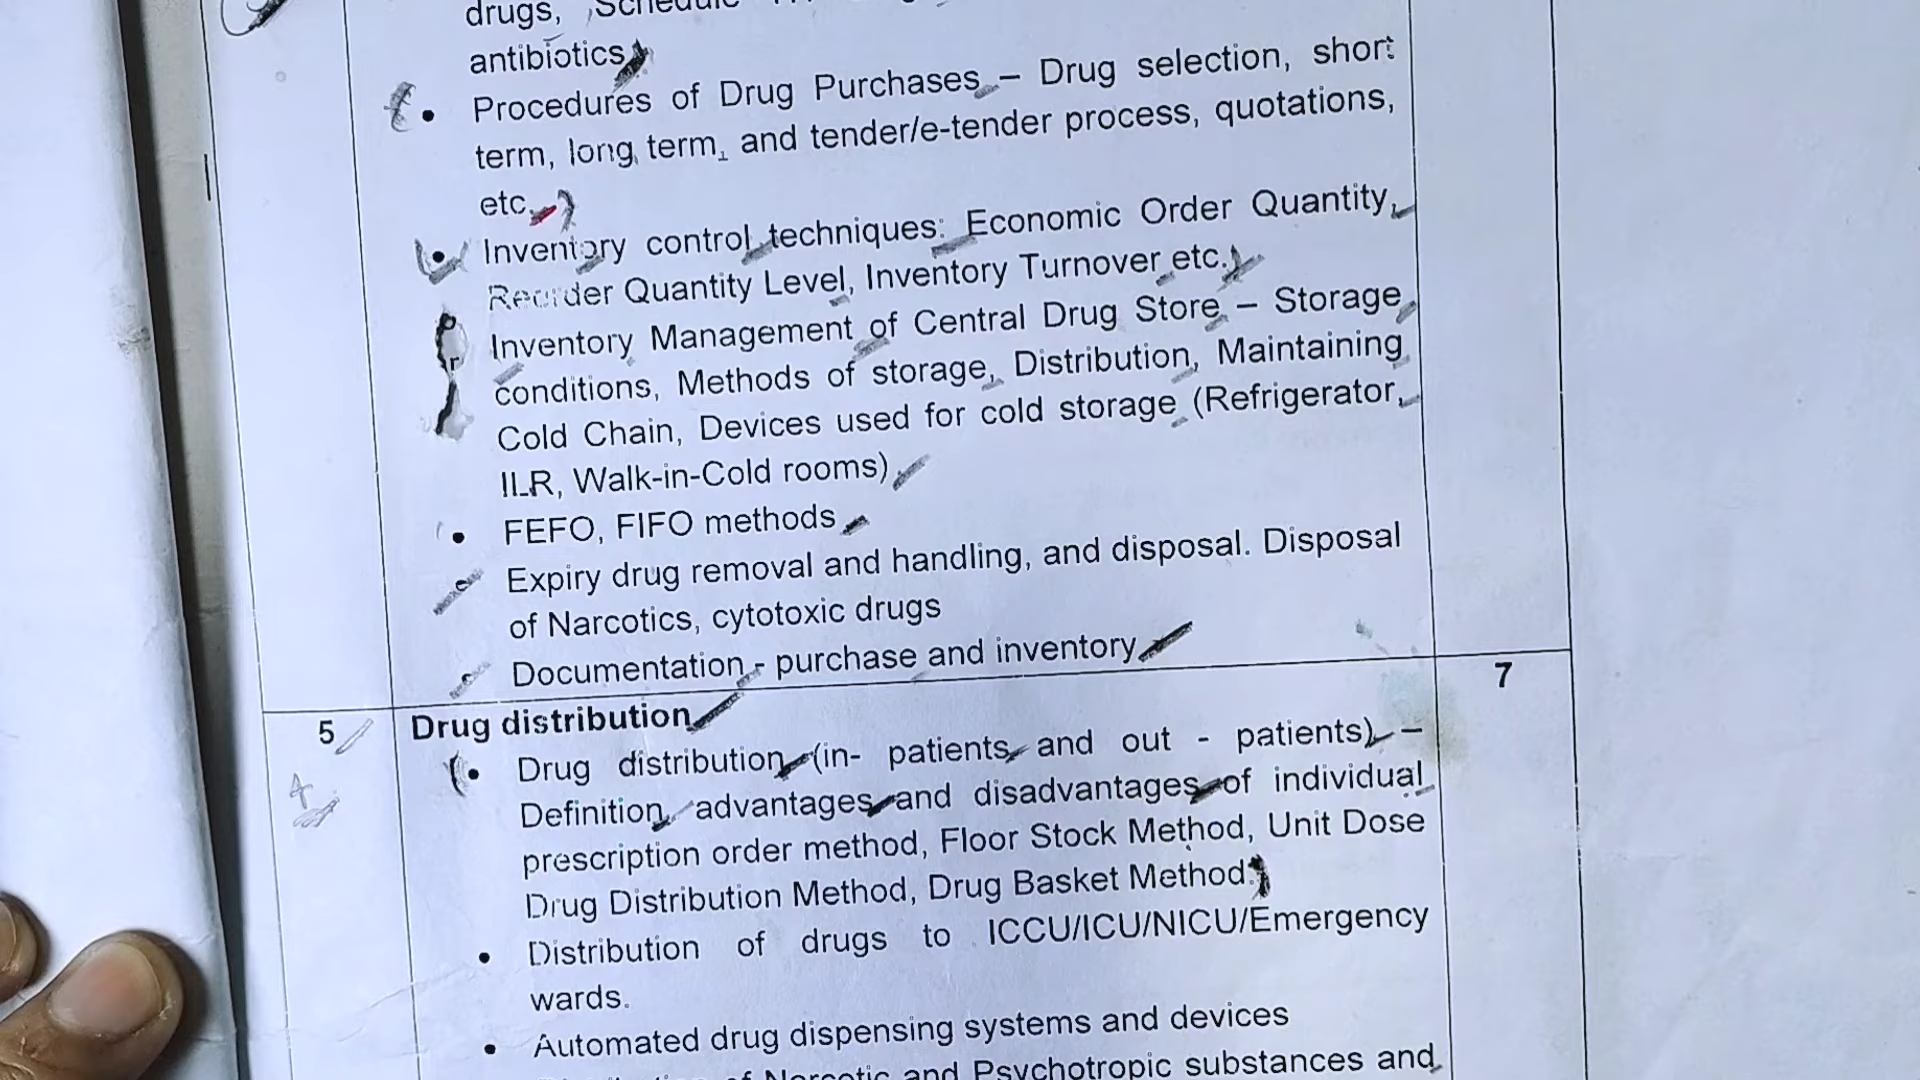 drugs, Schedule
antibiotics
• Procedures of Drug Purchases – Drug selection, short
term, long term, and tender/e-tender process, quotations,
etc.
• Inventory control techniques: Economic Order Quantity,
Reorder Quantity Level, Inventory Turnover etc.
Inventory Management of Central Drug Store – Storage
conditions, Methods of storage, Distribution, Maintaining
Cold Chain, Devices used for cold storage (Refrigerator,
ILR, Walk-in-Cold rooms)
• FEFO, FIFO methods
• Expiry drug removal and handling, and disposal. Disposal
of Narcotics, cytotoxic drugs
• Documentation - purchase and inventory
5 Drug distribution 7
4
• Drug distribution (in- patients and out - patients) –
Definition, advantages and disadvantages of individual
prescription order method, Floor Stock Method, Unit Dose
Drug Distribution Method, Drug Basket Method.
• Distribution of drugs to ICCU/ICU/NICU/Emergency
wards.
• Automated drug dispensing systems and devices
of Narcotic and Psychotropic substances and